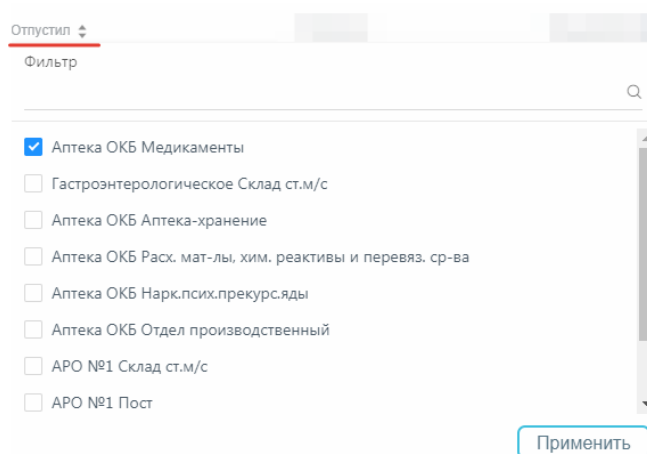 Отпустил
Фильтр
Аптека ОКБ Медикаменты
Гастроэнтерологическое Склад ст.м/с
Аптека ОКБ Аптека-хранение
Аптека ОКБ Расх. мат-лы, хим. реактивы и перевяз. ср-ва
Аптека ОКБ Нарк.псих.прекурс.яды
Аптека ОКБ Отдел производственный
АРО №1 Склад ст.м/с
АРО №1 Пост
Применить